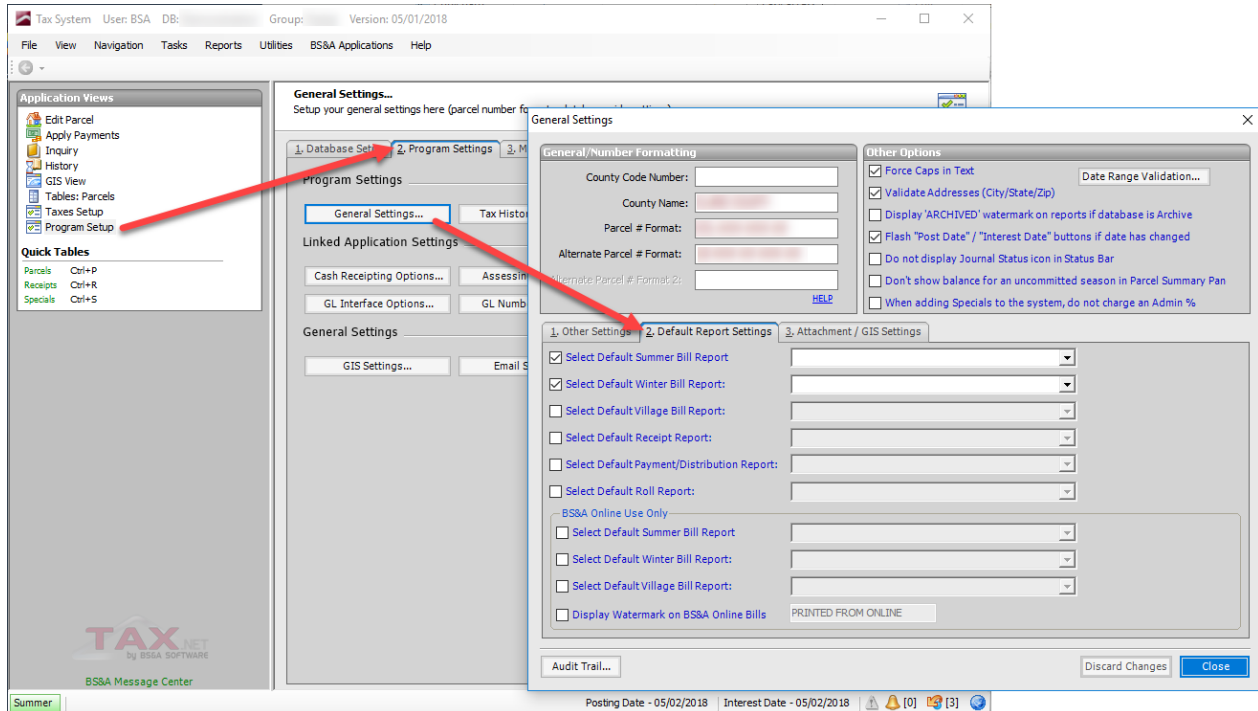 Tax System User: BSA DB: Group: Version: 05/01/2018
File View Navigation Tasks Reports Utilities BS&A Applications Help
Application Views
Edit Parcel
Apply Payments
Inquiry
History
GIS View
Tables: Parcels
Taxes Setup
Program Setup
Quick Tables
Parcels Ctrl+P
Receipts Ctrl+R
Specials Ctrl+S
TAX.NET
by BS&A SOFTWARE
BS&A Message Center
General Settings...
Setup your general settings here (parcel number
1. Database 2. Program Settings 3. M
Program Settings
General Settings... Tax Histo
Linked Application Settings
Cash Receipting Options... Assessin
GL Interface Options... GL Numb
General Settings
GIS Settings... Email S
General Settings
General/Number Formatting
County Code Number:
County Name:
Parcel # Format:
Alternate Parcel # Format:
Alternate Parcel # Format 2:
HELP
Other Options
Force Caps in Text Date Range Validation...
Validate Addresses (City/State/Zip)
Display 'ARCHIVED' watermark on reports if database is Archive
Flash "Post Date" / "Interest Date" buttons if date has changed
Do not display Journal Status icon in Status Bar
Don't show balance for an uncommitted season in Parcel Summary Pan
When adding Specials to the system, do not charge an Admin %
1. Other Settings 2. Default Report Settings 3. Attachment / GIS Settings
Select Default Summer Bill Report
Select Default Winter Bill Report:
Select Default Village Bill Report:
Select Default Receipt Report:
Select Default Payment/Distribution Report:
Select Default Roll Report:
BS&A Online Use Only
Select Default Summer Bill Report
Select Default Winter Bill Report:
Select Default Village Bill Report:
Display Watermark on BS&A Online Bills PRINTED FROM ONLINE
Audit Trail... Discard Changes Close
Summer Posting Date - 05/02/2018 Interest Date - 05/02/2018 [0] [3]